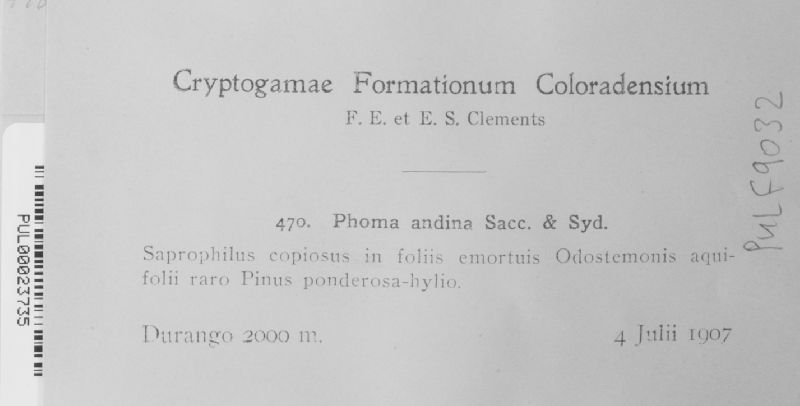 Cryptogamae Formationum Coloradensium
F. E. et E. S. Clements
470. Phoma andina Sacc. & Syd.
Saprophilus copiosus in foliis emortuis Odostemonis aqui-
folii raro Pinus ponderosa-hylio.
Durango 2000 m.
4 Julii 1907
PUL F9032
PUL00023735